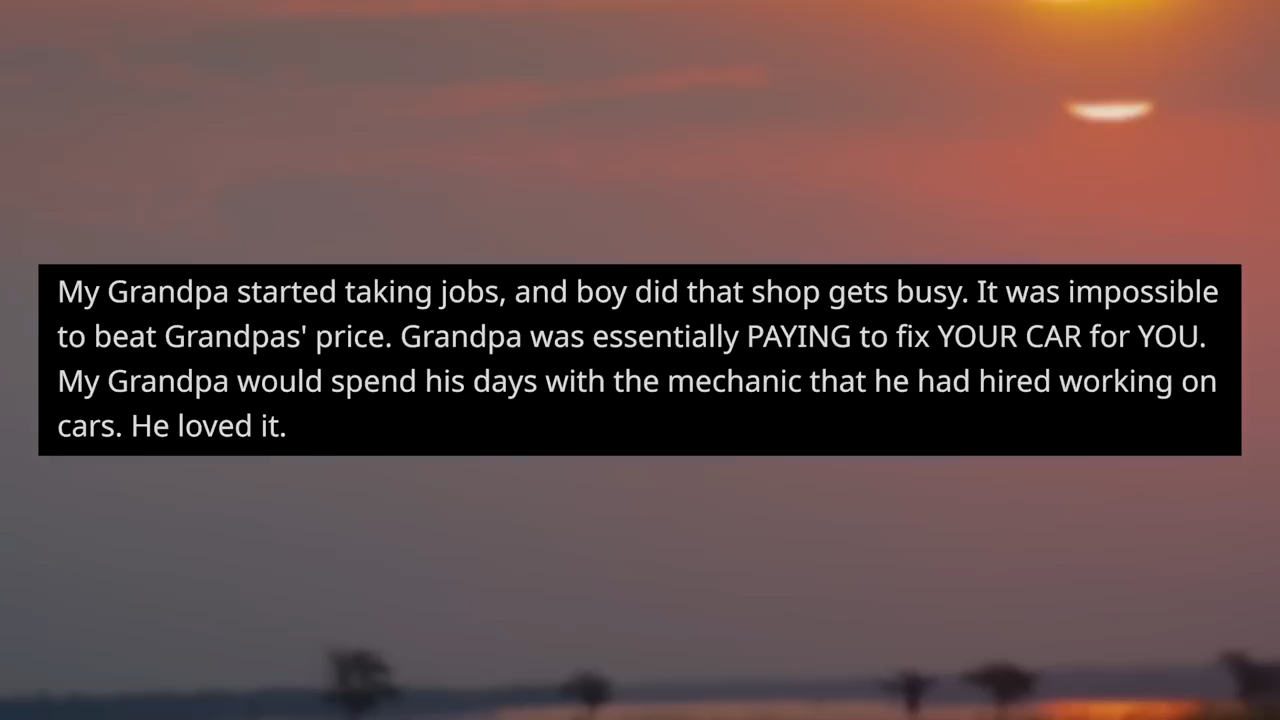 My Grandpa started taking jobs, and boy did that shop gets busy. It was impossible
to beat Grandpas' price. Grandpa was essentially PAYING to fix YOUR CAR for YOU.
My Grandpa would spend his days with the mechanic that he had hired working on
cars. He loved it.